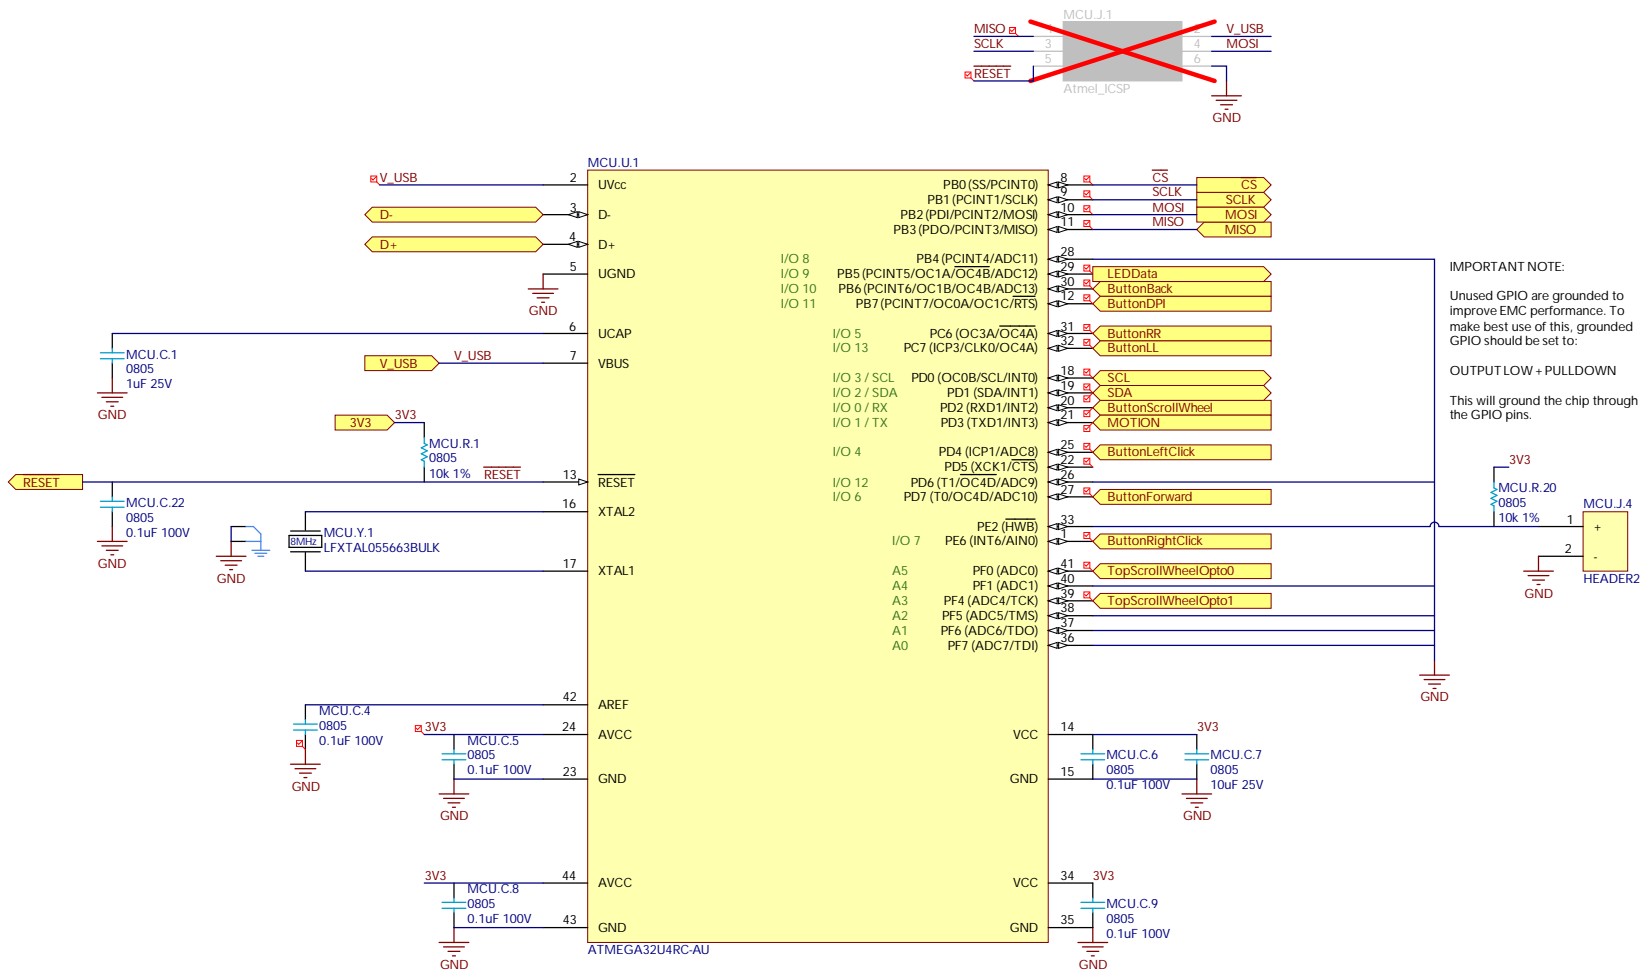 MCU.J.1
MISO 1 2 V_USB
SCLK 3 4 MOSI
5 6
RESET
Atmel_ICSP
GND
MCU.U.1
V_USB 2 UVcc
D- 3 D-
D+ 4 D+
5 UGND
GND
6 UCAP
MCU.C.1
0805
1uF 25V
GND
V_USB V_USB 7 VBUS
3V3 3V3
MCU.R.1
0805
10k 1%
RESET RESET 13 RESET
MCU.C.22
0805
0.1uF 100V
GND
16 XTAL2
MCU.Y.1
8MHz
LFXTAL055663BULK
GND
17 XTAL1
42 AREF
MCU.C.4
0805
0.1uF 100V
GND
3V3 24 AVCC
MCU.C.5
0805
0.1uF 100V
23 GND
GND
3V3 44 AVCC
MCU.C.8
0805
0.1uF 100V
43 GND
GND
PB0 (SS/PCINT0) 8 CS CS
PB1 (PCINT1/SCLK) 9 SCLK SCLK
PB2 (PDI/PCINT2/MOSI) 10 MOSI MOSI
PB3 (PDO/PCINT3/MISO) 11 MISO MISO
I/O 8 PB4 (PCINT4/ADC11) 28
I/O 9 PB5 (PCINT5/OC1A/OC4B/ADC12) 29 LEDData
I/O 10 PB6 (PCINT6/OC1B/OC4B/ADC13) 30 ButtonBack
I/O 11 PB7 (PCINT7/OC0A/OC1C/RTS) 12 ButtonDPI
I/O 5 PC6 (OC3A/OC4A) 31 ButtonRR
I/O 13 PC7 (ICP3/CLK0/OC4A) 32 ButtonLL
I/O 3 / SCL PD0 (OC0B/SCL/INT0) 18 SCL
I/O 2 / SDA PD1 (SDA/INT1) 19 SDA
I/O 0 / RX PD2 (RXD1/INT2) 20 ButtonScrollWheel
I/O 1 / TX PD3 (TXD1/INT3) 21 MOTION
I/O 4 PD4 (ICP1/ADC8) 25 ButtonLeftClick
PD5 (XCK1/CTS) 22
I/O 12 PD6 (T1/OC4D/ADC9) 26
I/O 6 PD7 (T0/OC4D/ADC10) 27 ButtonForward
PE2 (HWB) 33
I/O 7 PE6 (INT6/AIN0) 1 ButtonRightClick
A5 PF0 (ADC0) 41 TopScrollWheelOpto0
A4 PF1 (ADC1) 40
A3 PF4 (ADC4/TCK) 39 TopScrollWheelOpto1
A2 PF5 (ADC5/TMS) 38
A1 PF6 (ADC6/TDO) 37
A0 PF7 (ADC7/TDI) 36
GND
VCC 14 3V3
MCU.C.6
0805
0.1uF 100V
MCU.C.7
0805
10uF 25V
GND 15
GND
VCC 34 3V3
MCU.C.9
0805
0.1uF 100V
GND 35
GND
ATMEGA32U4RC-AU
IMPORTANT NOTE:
Unused GPIO are grounded to
improve EMC performance. To
make best use of this, grounded
GPIO should be set to:
OUTPUT LOW + PULLDOWN
This will ground the chip through
the GPIO pins.
3V3
MCU.R.20
0805
10k 1%
MCU.J.4
1 +
2 -
HEADER2
GND